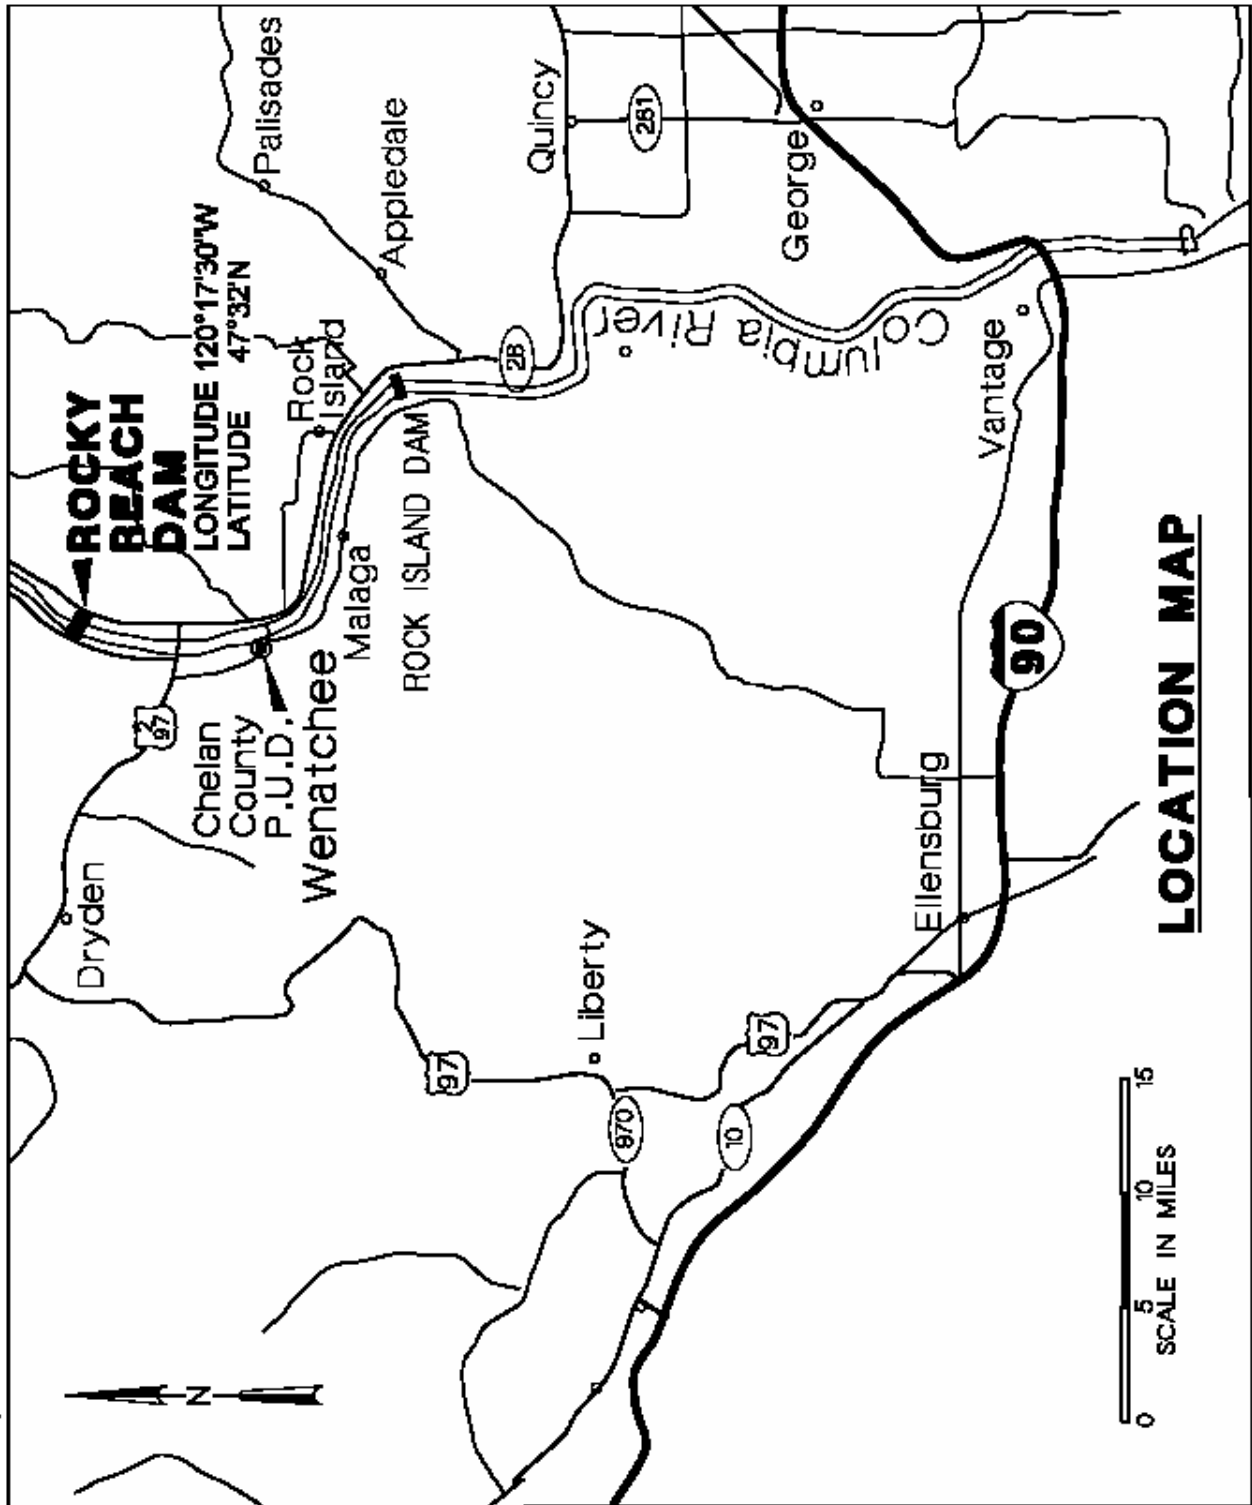 ROCKY
BEACH
DAM
LONGITUDE 120°17'30"W
LATITUDE 47°32'N
Palisades
Appledale
Rock
Island
Quincy
281
George
28
Columbia River
Vantage
Malaga
ROCK ISLAND DAM
2
97
Chelan
County
P.U.D.
Wenatchee
Dryden
97
Liberty
970
97
10
Ellensburg
90
N
0 5 10 15
SCALE IN MILES
LOCATION MAP